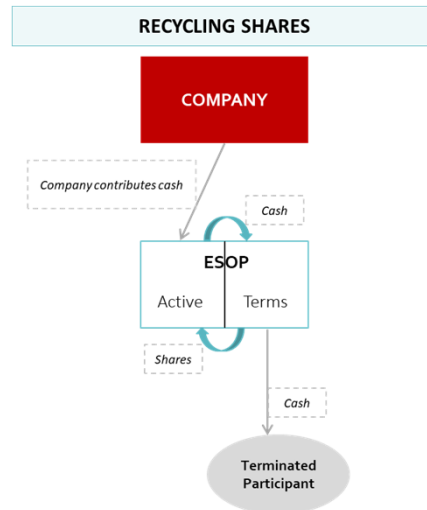 RECYCLING SHARES
COMPANY
Company contributes cash
Cash
ESOP
Active
Terms
Shares
Cash
Terminated
Participant